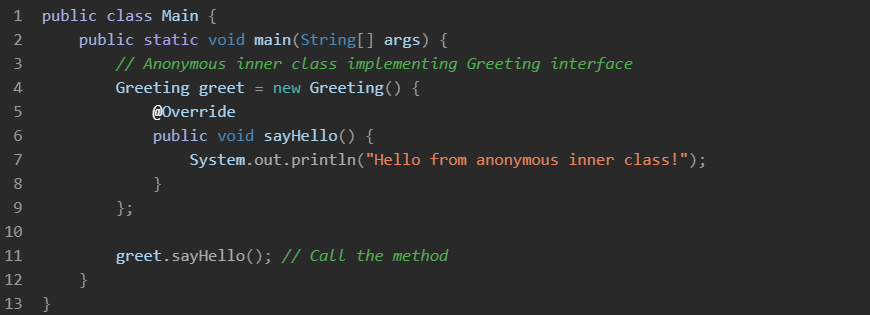 1 public class Main {
2     public static void main(String[] args) {
3         // Anonymous inner class implementing Greeting interface
4         Greeting greet = new Greeting() {
5             @Override
6             public void sayHello() {
7                 System.out.println("Hello from anonymous inner class!");
8             }
9         };
10
11         greet.sayHello(); // Call the method
12     }
13 }